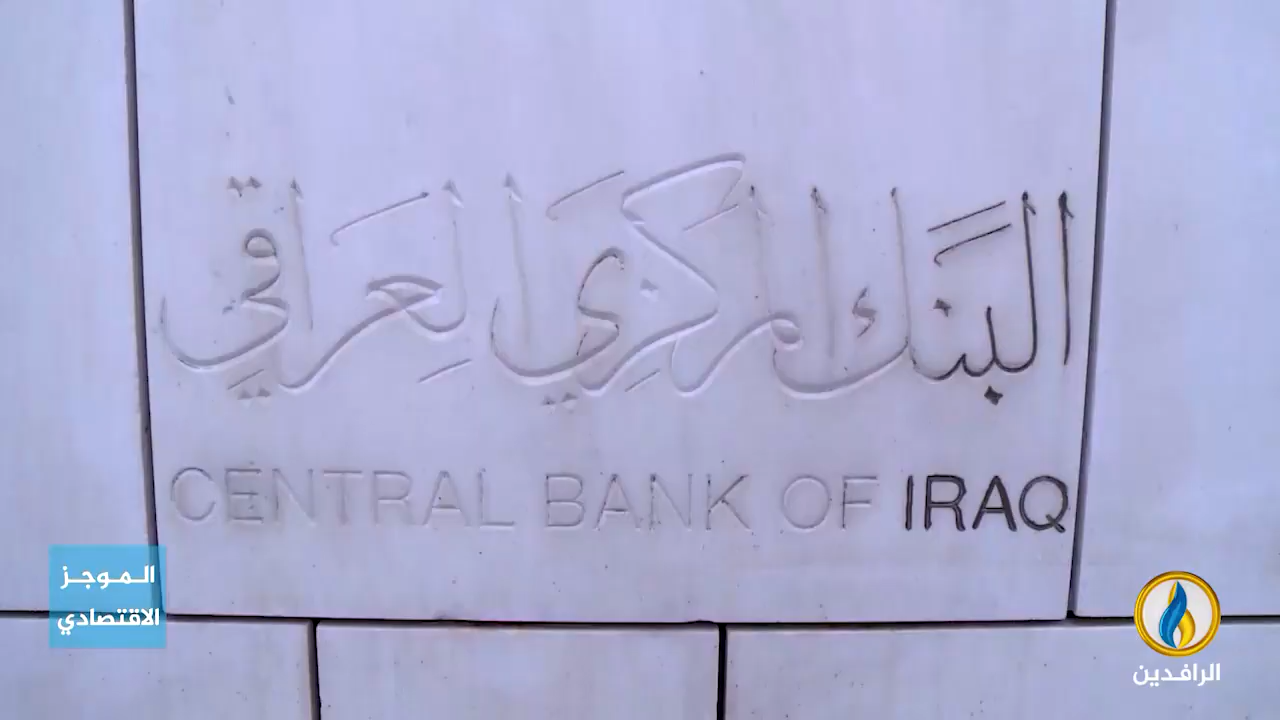 البنك المركزي العراقي
CENTRAL BANK OF IRAQ
الموجز
الاقتصادي
الرافدين